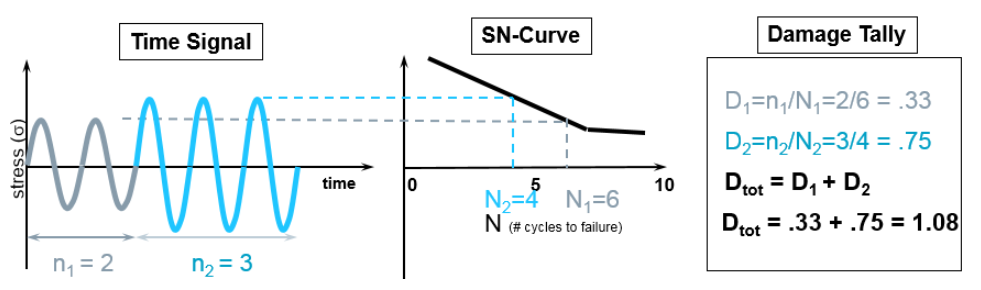 Time Signal
stress (σ)
time
n₁ = 2
n₂ = 3
SN-Curve
0
5
10
N₂=4
N₁=6
N (# cycles to failure)
Damage Tally
D₁=n₁/N₁=2/6 = .33
D₂=n₂/N₂=3/4 = .75
Dtot = D₁ + D₂
Dtot = .33 + .75 = 1.08